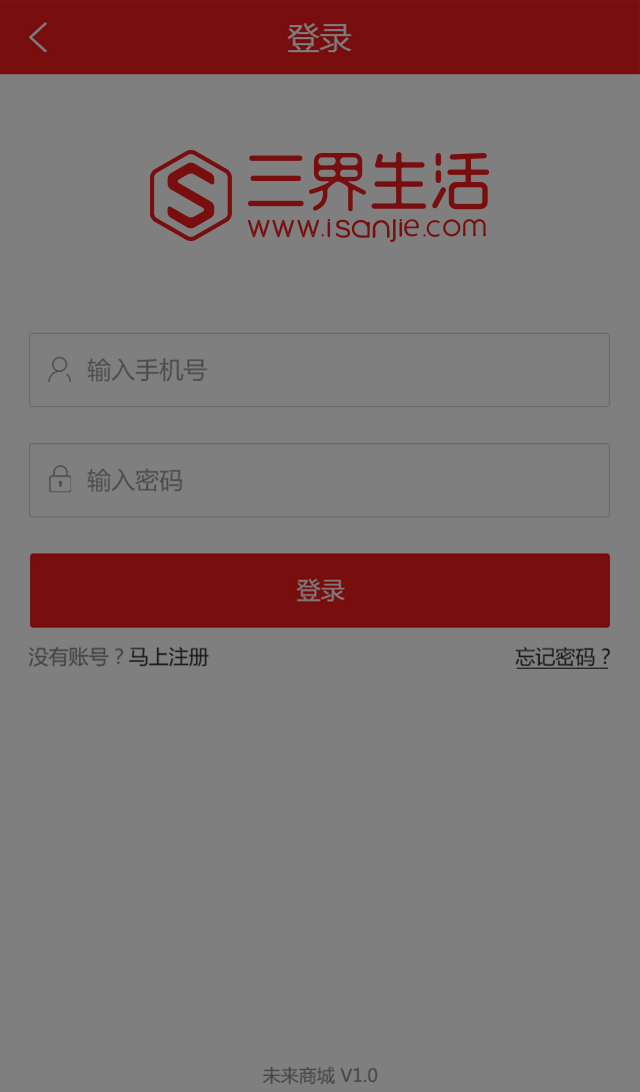 登录
三界生活
www.isanjie.com
输入手机号
输入密码
登录
没有账号？马上注册 忘记密码？
未来商城 V1.0